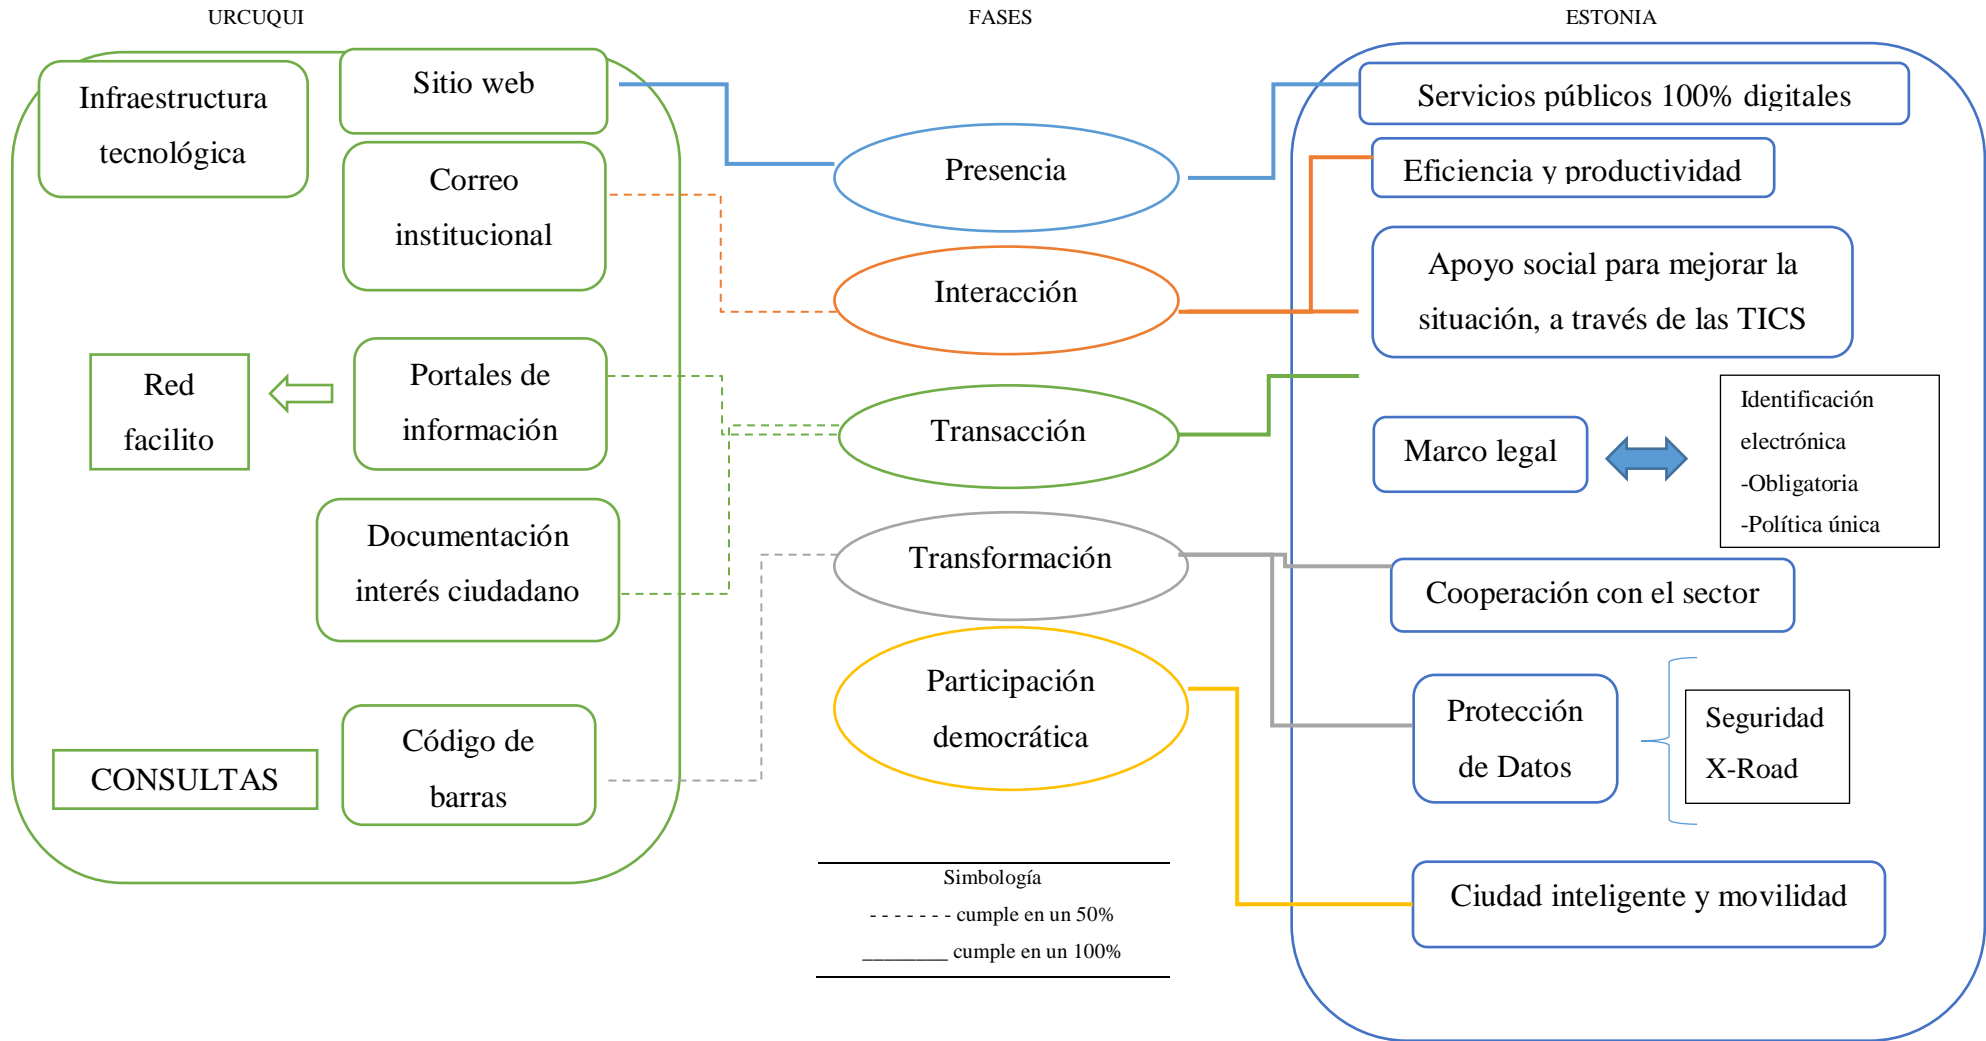 URCUQUI
FASES
ESTONIA
Infraestructura
tecnológica
Sitio web
Correo
institucional
Red
facilito
Portales de
información
Documentación
interés ciudadano
CONSULTAS
Código de
barras
Presencia
Interacción
Transacción
Transformación
Participación
democrática
Simbología
- - - - - - - cumple en un 50%
________ cumple en un 100%
Servicios públicos 100% digitales
Eficiencia y productividad
Apoyo social para mejorar la
situación, a través de las TICS
Marco legal
Identificación
electrónica
-Obligatoria
-Política única
Cooperación con el sector
Protección
de Datos
Seguridad
X-Road
Ciudad inteligente y movilidad